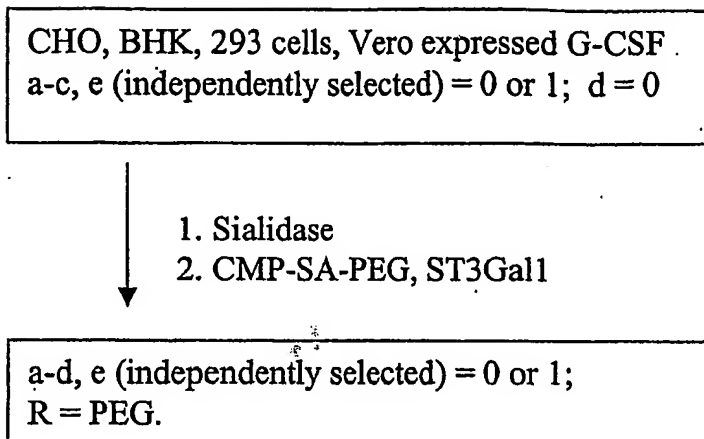 CHO, BHK, 293 cells, Vero expressed G-CSF
a-c, e (independently selected) = 0 or 1; d = 0
1. Sialidase
2. CMP-SA-PEG, ST3Gal1
a-d, e (independently selected) = 0 or 1;
R = PEG.